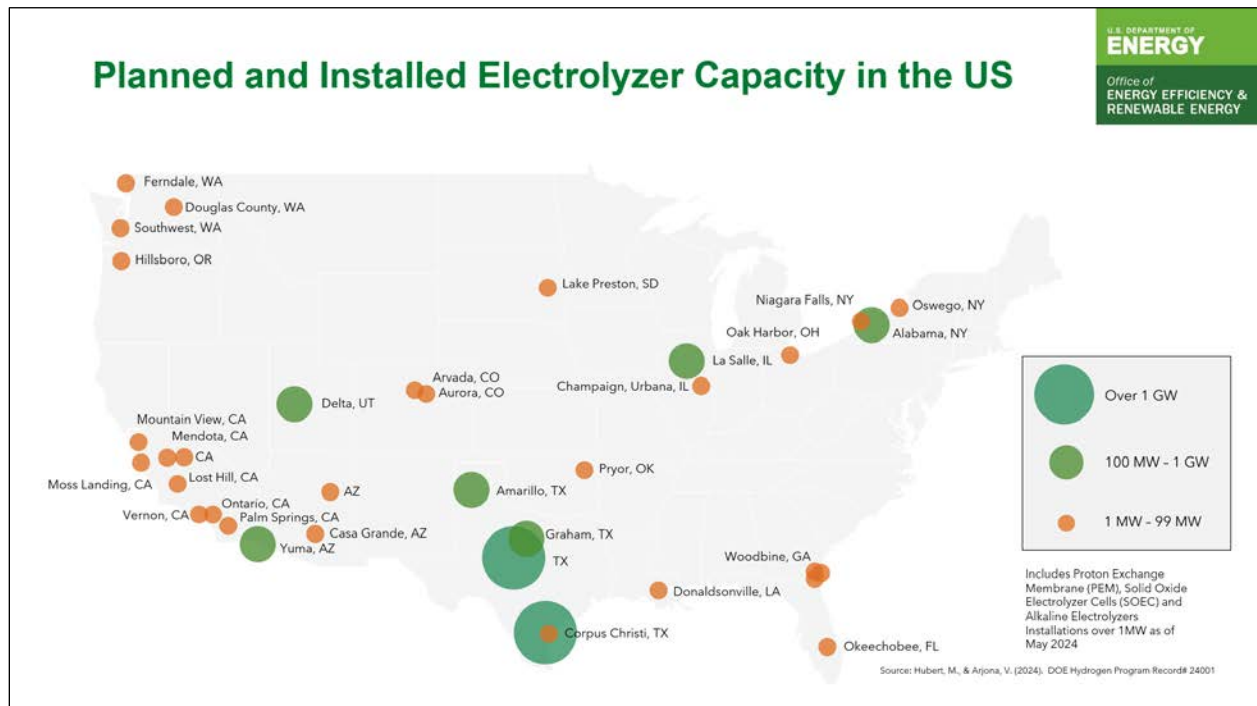 Planned and Installed Electrolyzer Capacity in the US
U.S. DEPARTMENT OF
ENERGY
Office of
ENERGY EFFICIENCY &
RENEWABLE ENERGY
Ferndale, WA
Douglas County, WA
Southwest, WA
Hillsboro, OR
Lake Preston, SD
Niagara Falls, NY
Oswego, NY
Alabama, NY
Oak Harbor, OH
La Salle, IL
Champaign, Urbana, IL
Arvada, CO
Aurora, CO
Delta, UT
Mountain View, CA
Mendota, CA
CA
Lost Hill, CA
Moss Landing, CA
Ontario, CA
Vernon, CA
Palm Springs, CA
Yuma, AZ
AZ
Casa Grande, AZ
Pryor, OK
Amarillo, TX
Graham, TX
TX
Corpus Christi, TX
Donaldsonville, LA
Woodbine, GA
Okeechobee, FL
Over 1 GW
100 MW - 1 GW
1 MW - 99 MW
Includes Proton Exchange
Membrane (PEM), Solid Oxide
Electrolyzer Cells (SOEC) and
Alkaline Electrolyzers
Installations over 1MW as of
May 2024
Source: Hubert, M., & Arjona, V. (2024). DOE Hydrogen Program Record# 24001